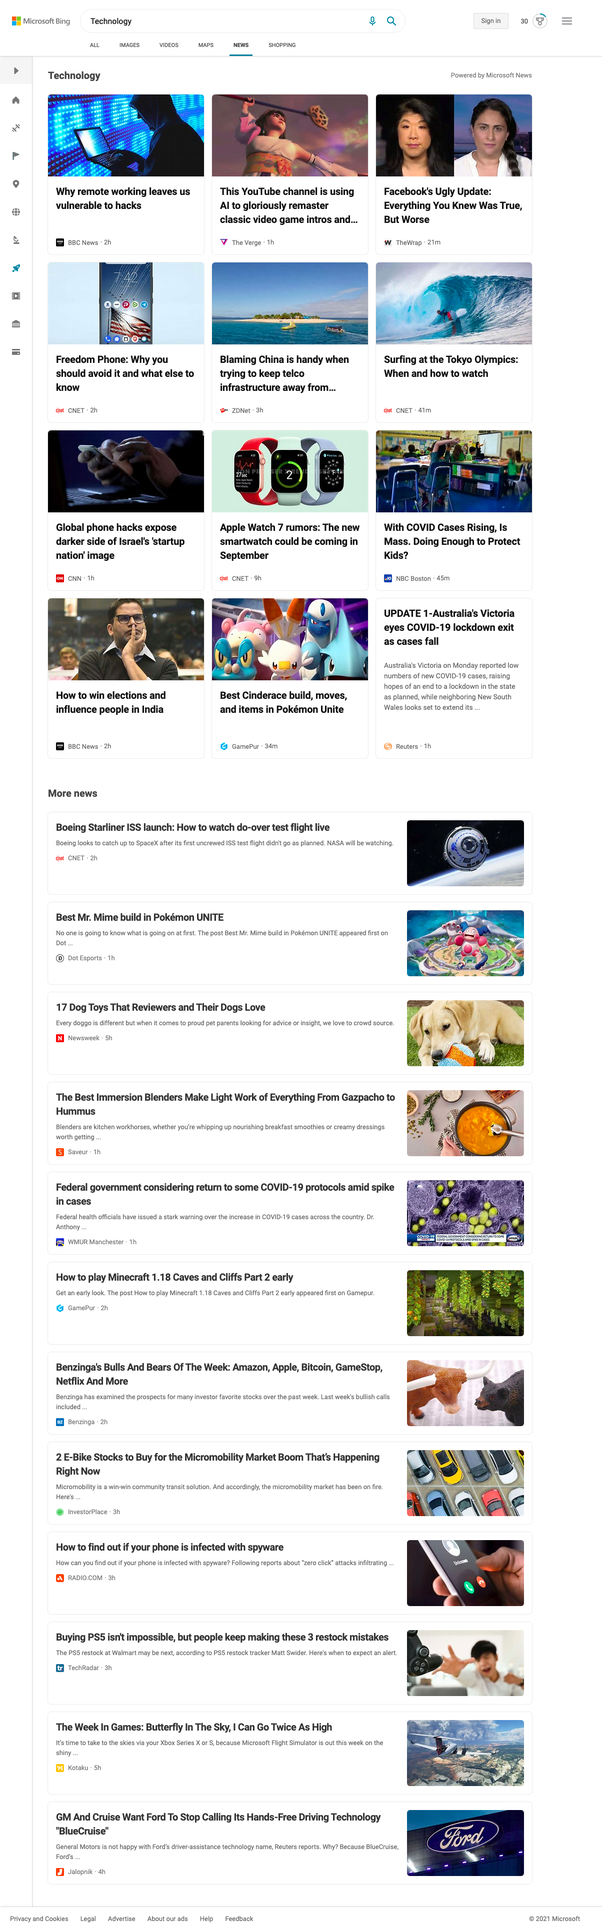 Microsoft Bing
Technology
Sign in
30
ALL
IMAGES
VIDEOS
MAPS
NEWS
SHOPPING
Technology
Powered by Microsoft News
Why remote working leaves us
vulnerable to hacks
BBC News · 2h
This YouTube channel is using
AI to gloriously remaster
classic video game intros and...
The Verge · 1h
Facebook's Ugly Update:
Everything You Knew Was True,
But Worse
TheWrap · 21m
7:42
Freedom Phone: Why you
should avoid it and what else to
know
CNET · 2h
Blaming China is handy when
trying to keep telco
infrastructure away from...
ZDNet · 3h
Surfing at the Tokyo Olympics:
When and how to watch
CNET · 41m
Global phone hacks expose
darker side of Israel's 'startup
nation' image
CNN · 1h
2
Apple Watch 7 rumors: The new
smartwatch could be coming in
September
CNET · 9h
With COVID Cases Rising, Is
Mass. Doing Enough to Protect
Kids?
NBC Boston · 45m
How to win elections and
influence people in India
BBC News · 2h
Best Cinderace build, moves,
and items in Pokémon Unite
GamePur · 34m
UPDATE 1-Australia's Victoria
eyes COVID-19 lockdown exit
as cases fall
Australia's Victoria on Monday reported low
numbers of new COVID-19 cases, raising
hopes of an end to a lockdown in the state
as planned, while neighboring New South
Wales looks set to extend its ...
Reuters · 1h
More news
Boeing Starliner ISS launch: How to watch do-over test flight live
Boeing looks to catch up to SpaceX after its first uncrewed ISS test flight didn't go as planned. NASA will be watching.
CNET · 2h
Best Mr. Mime build in Pokémon UNITE
No one is going to know what is going on at first. The post Best Mr. Mime build in Pokémon UNITE appeared first on
Dot ...
Dot Esports · 1h
17 Dog Toys That Reviewers and Their Dogs Love
Every doggo is different but when it comes to proud pet parents looking for advice or insight, we love to crowd source.
Newsweek · 5h
The Best Immersion Blenders Make Light Work of Everything From Gazpacho to
Hummus
Blenders are kitchen workhorses, whether you're whipping up nourishing breakfast smoothies or creamy dressings
worth getting ...
Saveur · 1h
Federal government considering return to some COVID-19 protocols amid spike
in cases
Federal health officials have issued a stark warning over the increase in COVID-19 cases across the country. Dr.
Anthony ...
WMUR Manchester · 1h
How to play Minecraft 1.18 Caves and Cliffs Part 2 early
Get an early look. The post How to play Minecraft 1.18 Caves and Cliffs Part 2 early appeared first on Gamepur.
GamePur · 2h
Benzinga's Bulls And Bears Of The Week: Amazon, Apple, Bitcoin, GameStop,
Netflix And More
Benzinga has examined the prospects for many investor favorite stocks over the past week. Last week's bullish calls
included ...
Benzinga · 2h
2 E-Bike Stocks to Buy for the Micromobility Market Boom That's Happening
Right Now
Micromobility is a win-win community transit solution. And accordingly, the micromobility market has been on fire.
Here's ...
InvestorPlace · 3h
How to find out if your phone is infected with spyware
How can you find out if your phone is infected with spyware? Following reports about "zero click" attacks infiltrating ...
RADIO.COM · 3h
Buying PS5 isn't impossible, but people keep making these 3 restock mistakes
The PS5 restock at Walmart may be next, according to PS5 restock tracker Matt Swider. Here's when to expect an alert.
TechRadar · 3h
The Week In Games: Butterfly In The Sky, I Can Go Twice As High
It's time to take to the skies via your Xbox Series X or S, because Microsoft Flight Simulator is out this week on the
shiny ...
Kotaku · 5h
GM And Cruise Want Ford To Stop Calling Its Hands-Free Driving Technology
"BlueCruise"
General Motors is not happy with Ford's driver-assistance technology name, Reuters reports. Why? Because BlueCruise,
Ford's ...
Jalopnik · 4h
Ford
Privacy and Cookies
Legal
Advertise
About our ads
Help
Feedback
© 2021 Microsoft